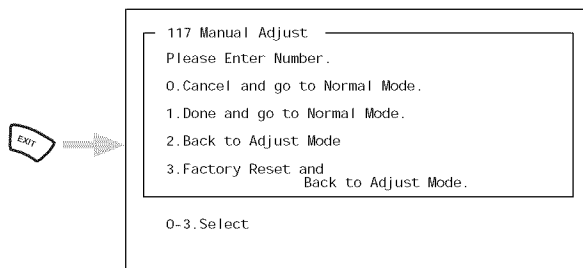 117 Manual Adjust
Please Enter Number.
0.Cancel and go to Normal Mode.
1.Done and go to Normal Mode.
2.Back to Adjust Mode
3.Factory Reset and
Back to Adjust Mode.
EXIT
0-3.Select